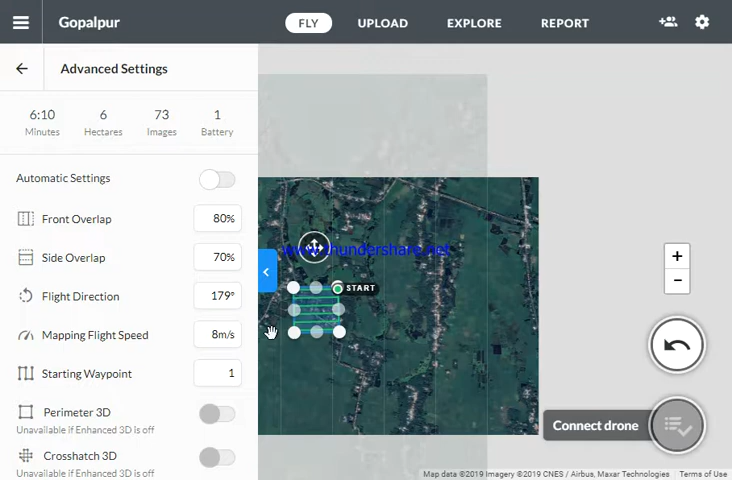 Gopalpur
FLY
UPLOAD
EXPLORE
REPORT
Advanced Settings
6:10
6
73
1
Minutes
Hectares
Images
Battery
Automatic Settings
Front Overlap
80%
Side Overlap
70%
Flight Direction
179°
Mapping Flight Speed
8m/s
Starting Waypoint
1
Perimeter 3D
Unavailable if Enhanced 3D is off
Crosshatch 3D
Unavailable if Enhanced 3D is off
www.thundershare.net
START
+
−
Connect drone
Map data ©2019 Imagery ©2019 CNES / Airbus, Maxar Technologies
Terms of Use